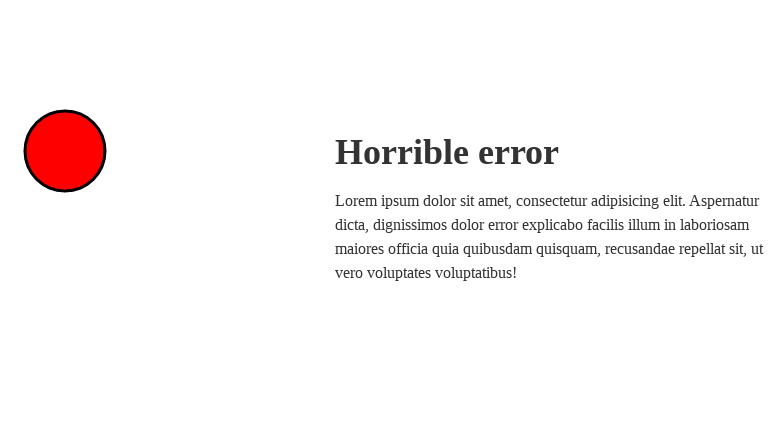 Horrible error
Lorem ipsum dolor sit amet, consectetur adipisicing elit. Aspernatur
dicta, dignissimos dolor error explicabo facilis illum in laboriosam
maiores officia quia quibusdam quisquam, recusandae repellat sit, ut
vero voluptates voluptatibus!